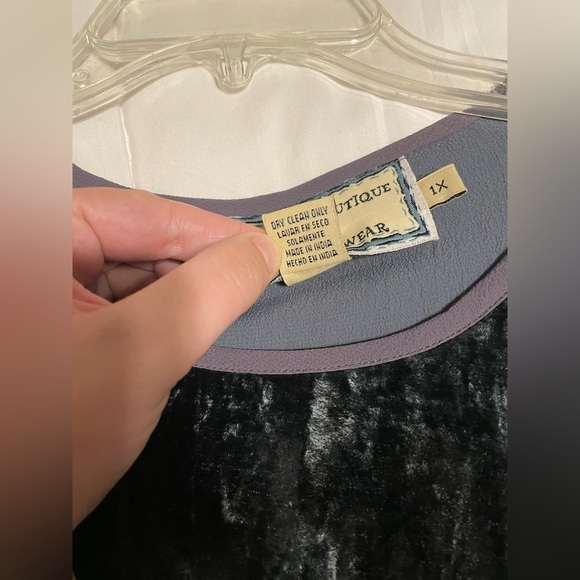 DRY CLEAN ONLY
LAVAR EN SECO
SOLAMENTE
MADE IN INDIA
HECHO EN INDIA
UTIQUE
WEAR
1X